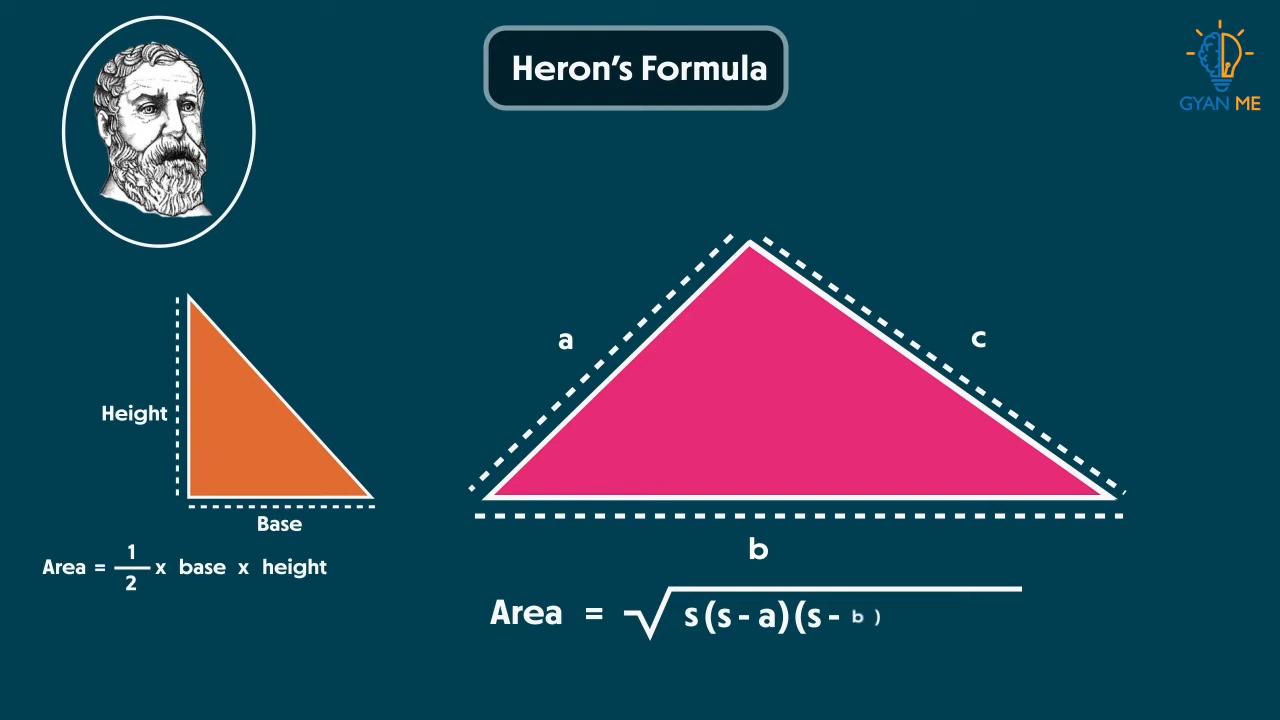 Heron's Formula
GYAN ME
a
c
Height
Base
b
Area = 1/2 x base x height
Area = √s(s - a)(s - b)